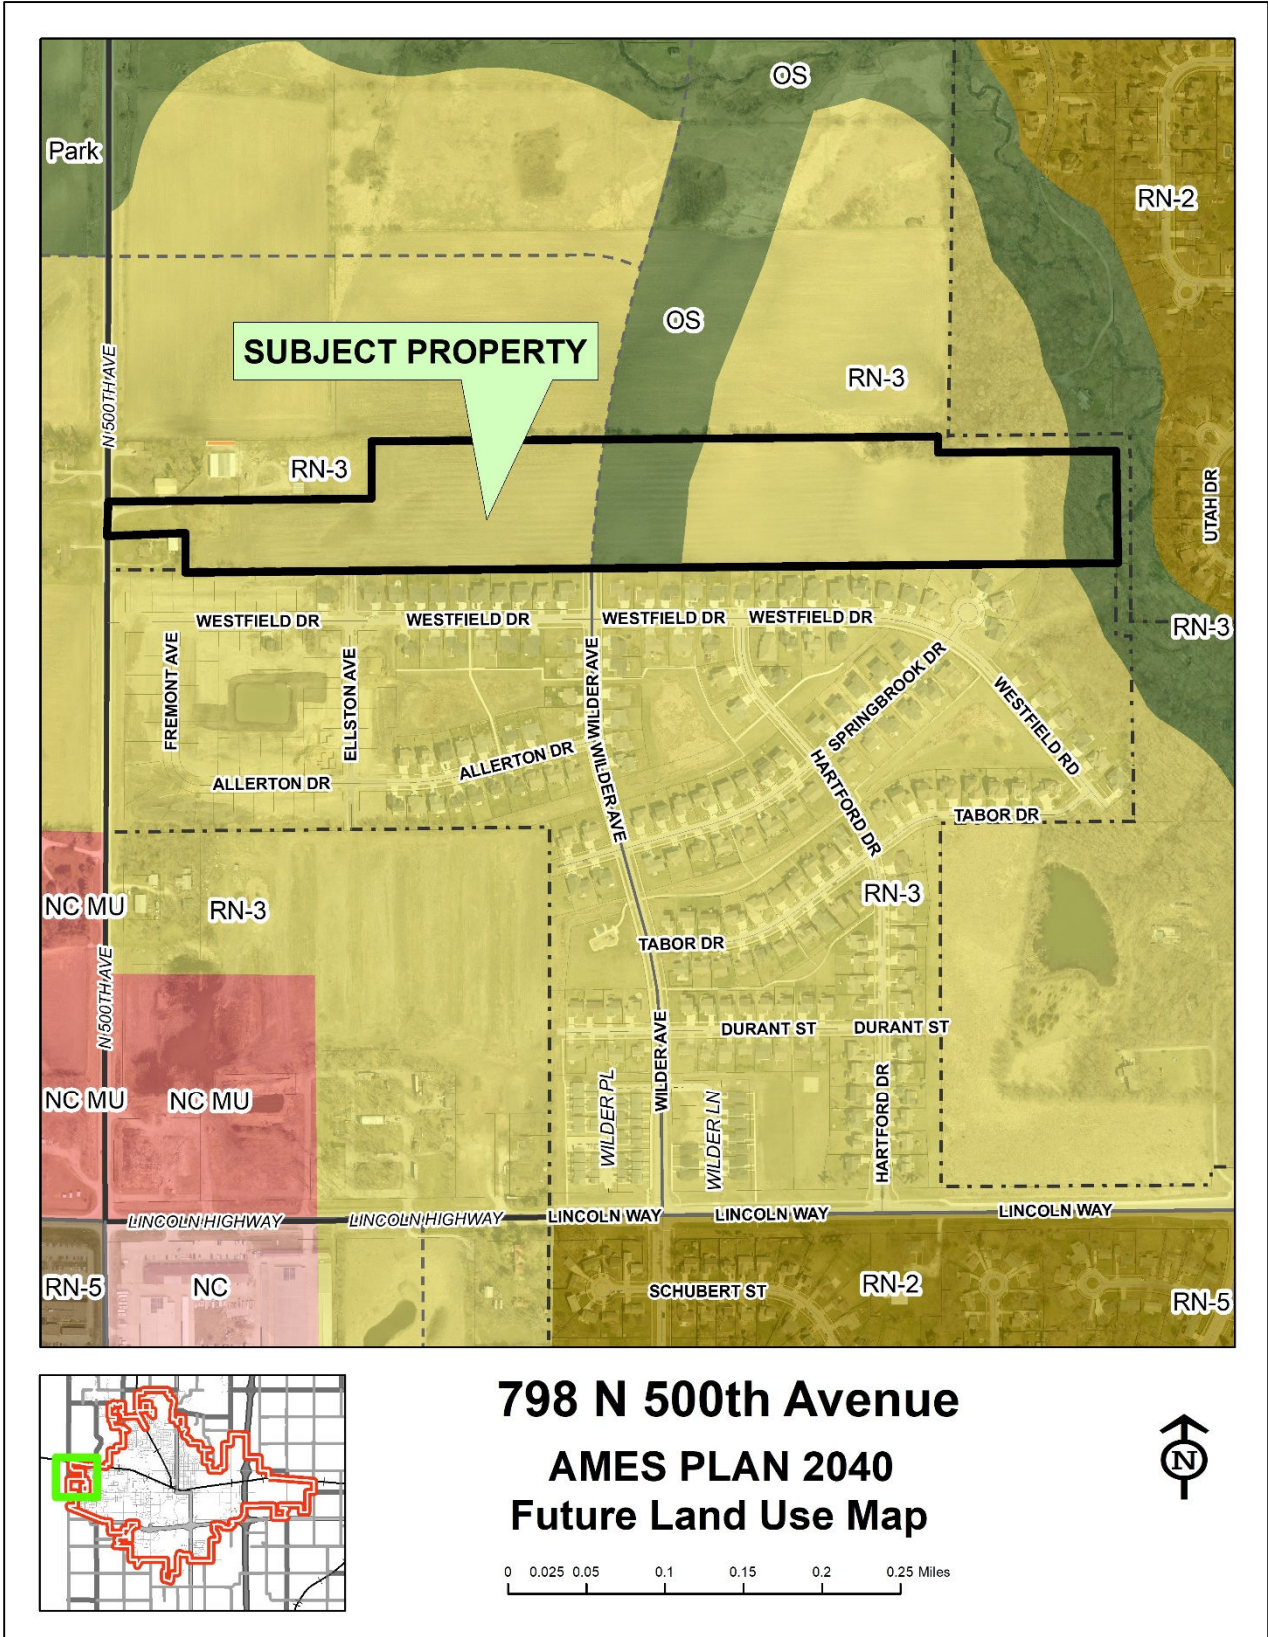 OS
Park
RN-2
OS
SUBJECT PROPERTY
N 500TH AVE
RN-3
RN-3
UTAH DR
WESTFIELD DR
WESTFIELD DR
WESTFIELD DR
WESTFIELD DR
RN-3
FREMONT AVE
ELLSTON AVE
WILDER AVE
SPRINGBROOK DR
WESTFIELD RD
ALLERTON DR
ALLERTON DR
WILDER AVE
HARTFORD DR
TABOR DR
NC MU
RN-3
RN-3
TABOR DR
N 500TH AVE
DURANT ST
DURANT ST
NC MU
NC MU
WILDER PL
WILDER AVE
WILDER LN
HARTFORD DR
LINCOLN HIGHWAY
LINCOLN HIGHWAY
LINCOLN WAY
LINCOLN WAY
LINCOLN WAY
RN-5
NC
SCHUBERT ST
RN-2
RN-5
798 N 500th Avenue
AMES PLAN 2040
Future Land Use Map
N
0 0.025 0.05 0.1 0.15 0.2 0.25 Miles